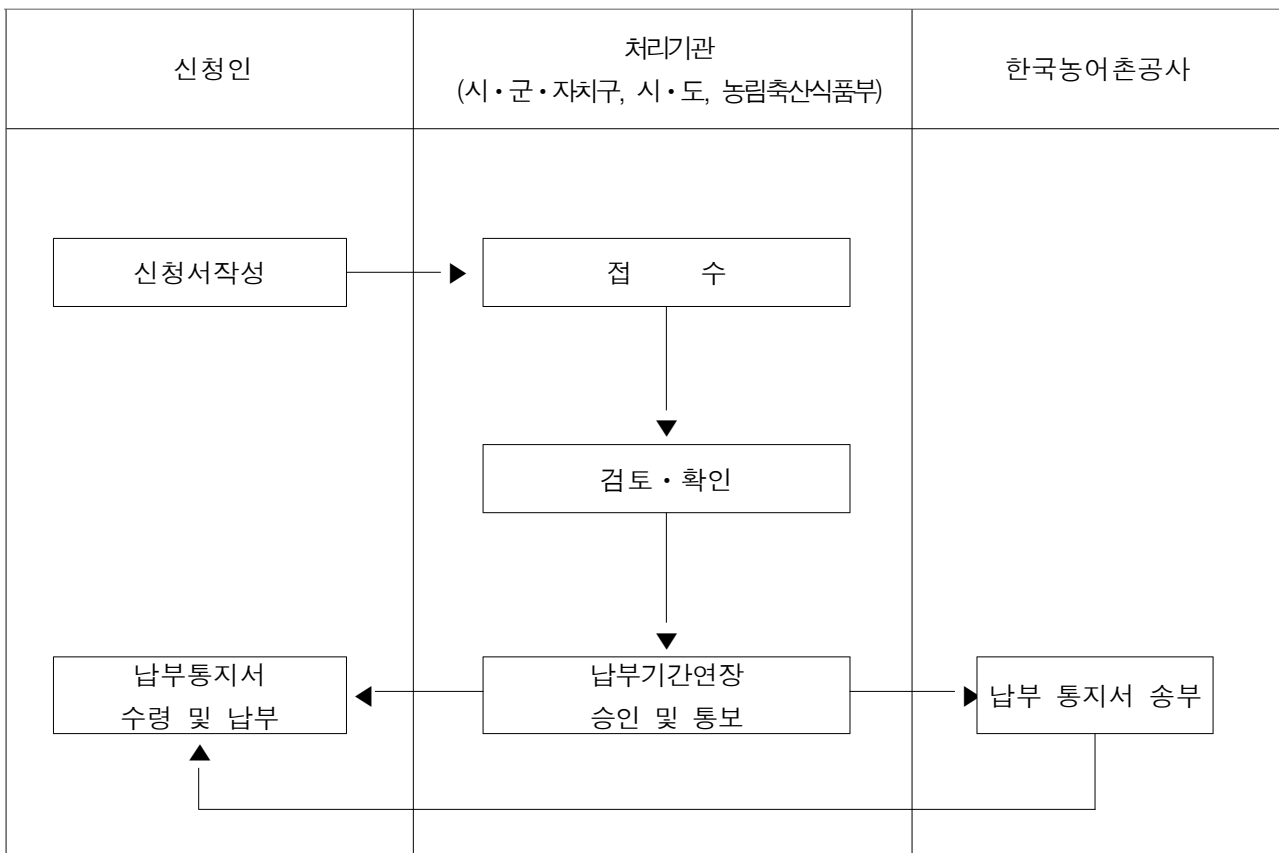 신청인
처리기관
(시・군・자치구, 시・도, 농림축산식품부)
한국농어촌공사
신청서작성
접 수
검토・확인
납부통지서
수령 및 납부
납부기간연장
승인 및 통보
납부 통지서 송부